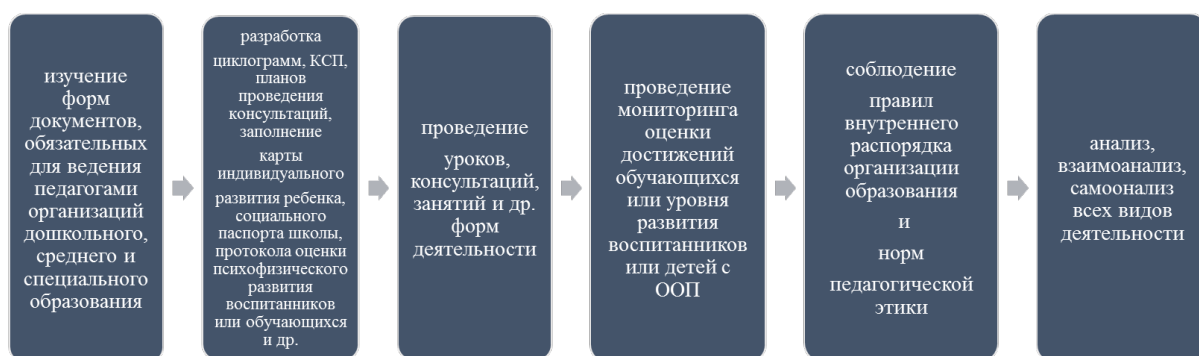 изучение
форм
документов,
обязательных
для ведения
педагогами
организаций
дошкольного,
среднего и
специального
образования
разработка
циклограмм, КСП,
планов
проведения
консультаций,
заполнение
карты
индивидуального
развития ребенка,
социального
паспорта школы,
протокола оценки
психофизического
развития
воспитанников
или обучающихся
и др.
проведение
уроков,
консультаций,
занятий и др.
форм
деятельности
проведение
мониторинга
оценки
достижений
обучающихся
или уровня
развития
воспитанников
или детей с
ООП
соблюдение
правил
внутреннего
распорядка
организации
образования
и
норм
педагогической
этики
анализ,
взаимоанализ,
самоонализ
всех видов
деятельности